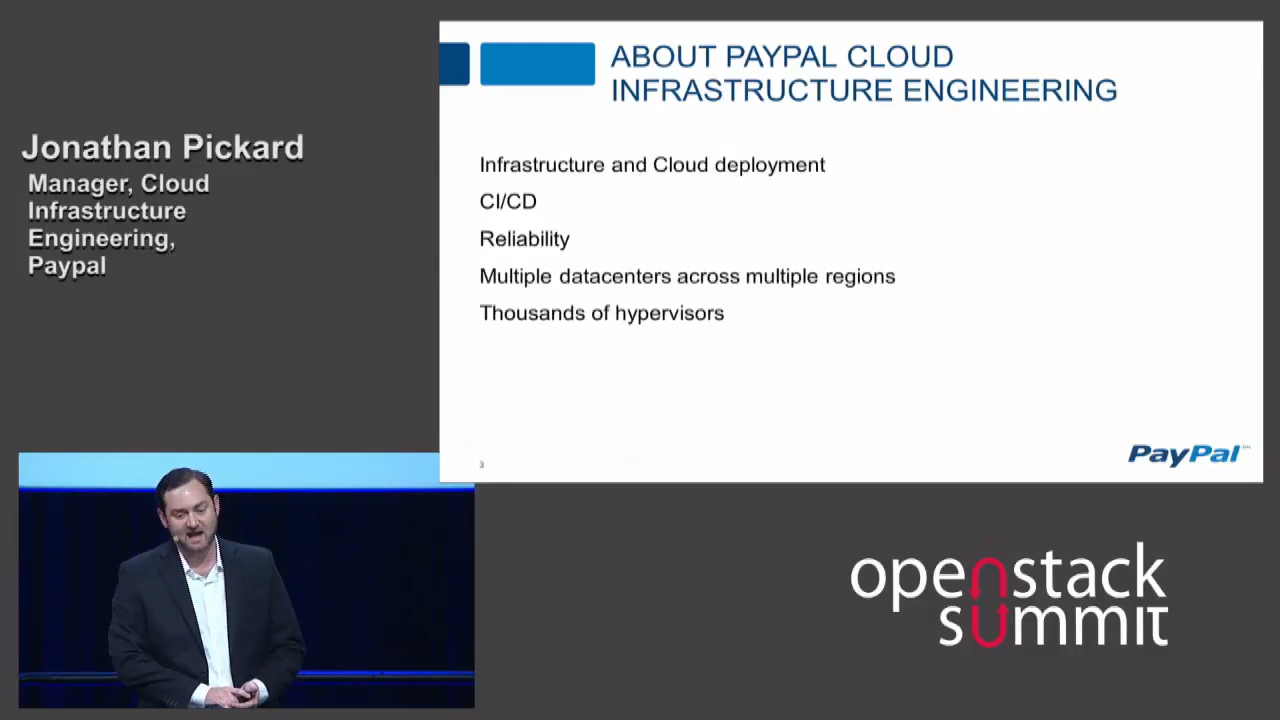 Jonathan Pickard
Manager, Cloud
Infrastructure
Engineering,
Paypal
ABOUT PAYPAL CLOUD
INFRASTRUCTURE ENGINEERING
Infrastructure and Cloud deployment
CI/CD
Reliability
Multiple datacenters across multiple regions
Thousands of hypervisors
3
PayPal
openstack
summit